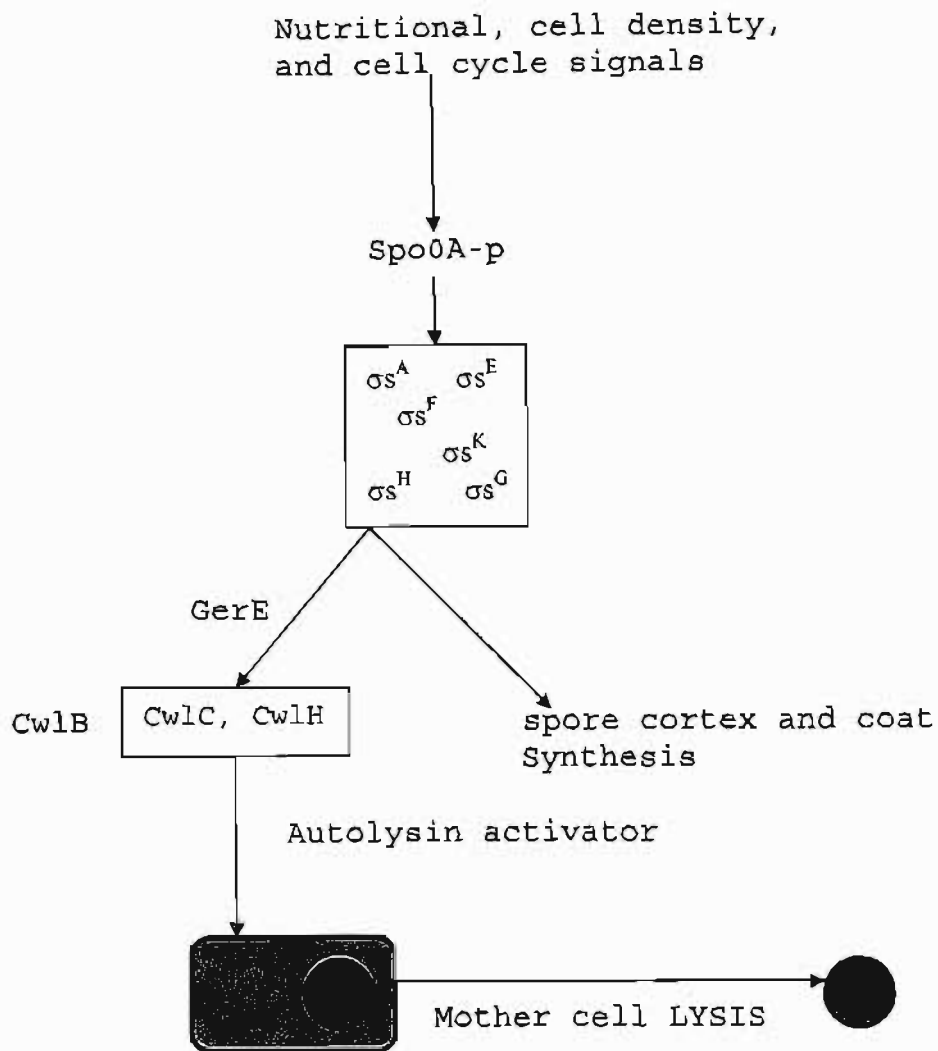 Nutritional, cell density,
and cell cycle signals
Spo0A-p
σs^A σs^E
σs^F
σs^K
σs^H σs^G
GerE
CwlB CwlC, CwlH
spore cortex and coat
Synthesis
Autolysin activator
Mother cell LYSIS